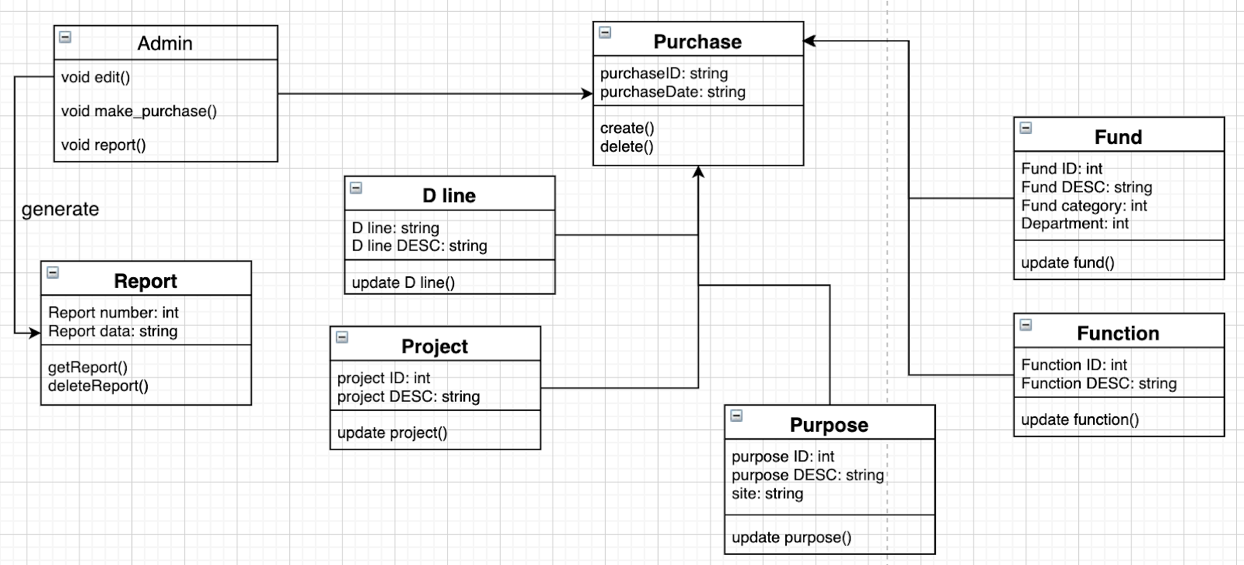 Admin
void edit()
void make_purchase()
void report()
generate
Report
Report number: int
Report data: string
getReport()
deleteReport()
Purchase
purchaseID: string
purchaseDate: string
create()
delete()
D line
D line: string
D line DESC: string
update D line()
Project
project ID: int
project DESC: string
update project()
Purpose
purpose ID: int
purpose DESC: string
site: string
update purpose()
Fund
Fund ID: int
Fund DESC: string
Fund category: int
Department: int
update fund()
Function
Function ID: int
Function DESC: string
update function()